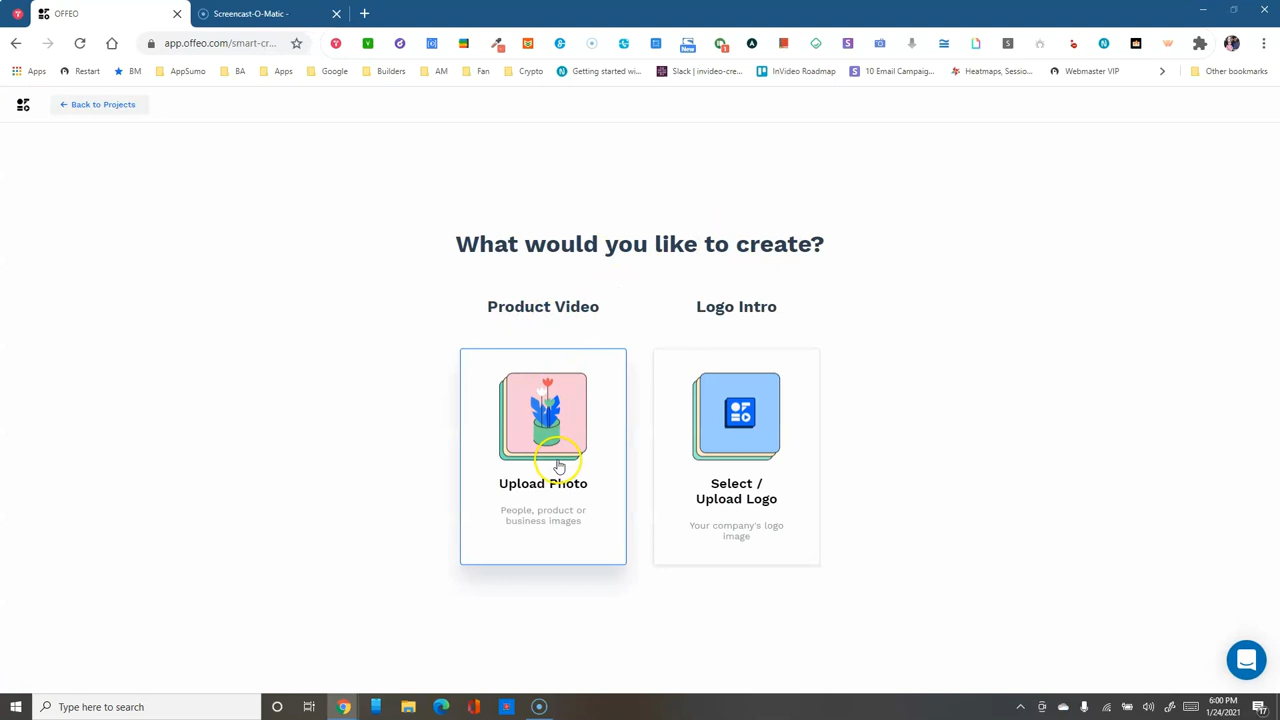 OFFEO
Screencast-O-Matic -
app.offeo.com/smart-cr...
New
1
Apps
Restart
BM
AppSumo
BA
Apps
Google
Builders
AM
Fan
Crypto
Getting started wi...
Slack | invideo-cre...
InVideo Roadmap
10 Email Campaig...
Heatmaps, Sessio...
Webmaster VIP
Other bookmarks
Back to Projects
What would you like to create?
Product Video
Logo Intro
Upload Photo
People, product or
business images
Select /
Upload Logo
Your company's logo
image
Type here to search
6:00 PM
1/24/2021
17